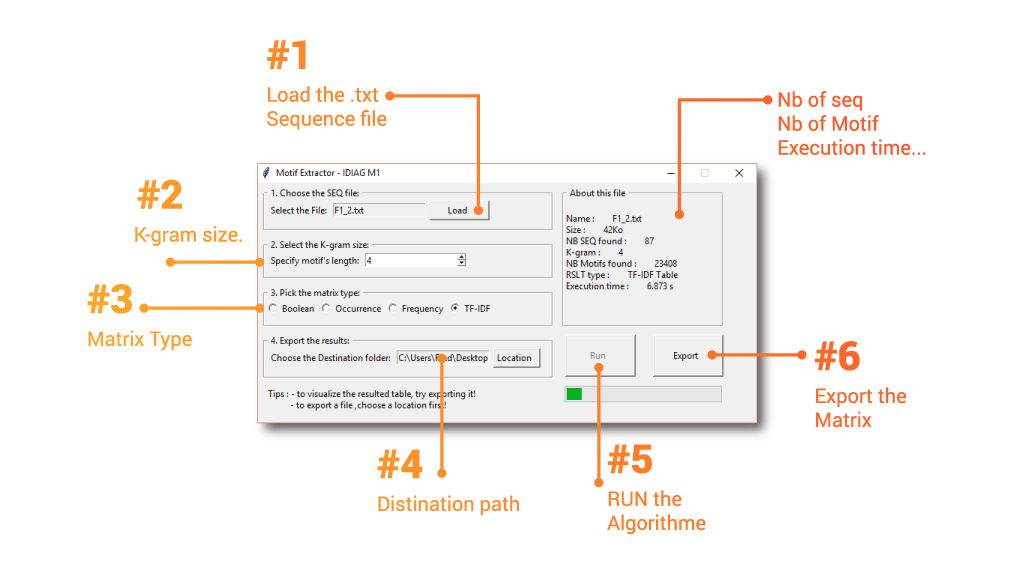 #1
Load the .txt
Sequence file
Nb of seq
Nb of Motif
Execution time...
#2
K-gram size.
#3
Matrix Type
Motif Extractor - IDIAG M1
1. Choose the SEQ file:
Select the File: F1_2.txt Load
2. Select the K-gram size:
Specify motif's length: 4
3. Pick the matrix type:
Boolean Occurrence Frequency TF-IDF
4. Export the results:
Choose the Destination folder: Location
Tips : - to visualize the resulted table, try exporting it!
- to export a file ,choose a location first!
About this file
Name : F1_2.txt
Size : 42Ko
NB SEQ found : 87
K-gram : 4
NB Motifs found : 23408
RSLT type : TF-IDF Table
Execution time : 6.873 s
Run Export
#4
Distination path
#5
RUN the
Algorithme
#6
Export the
Matrix